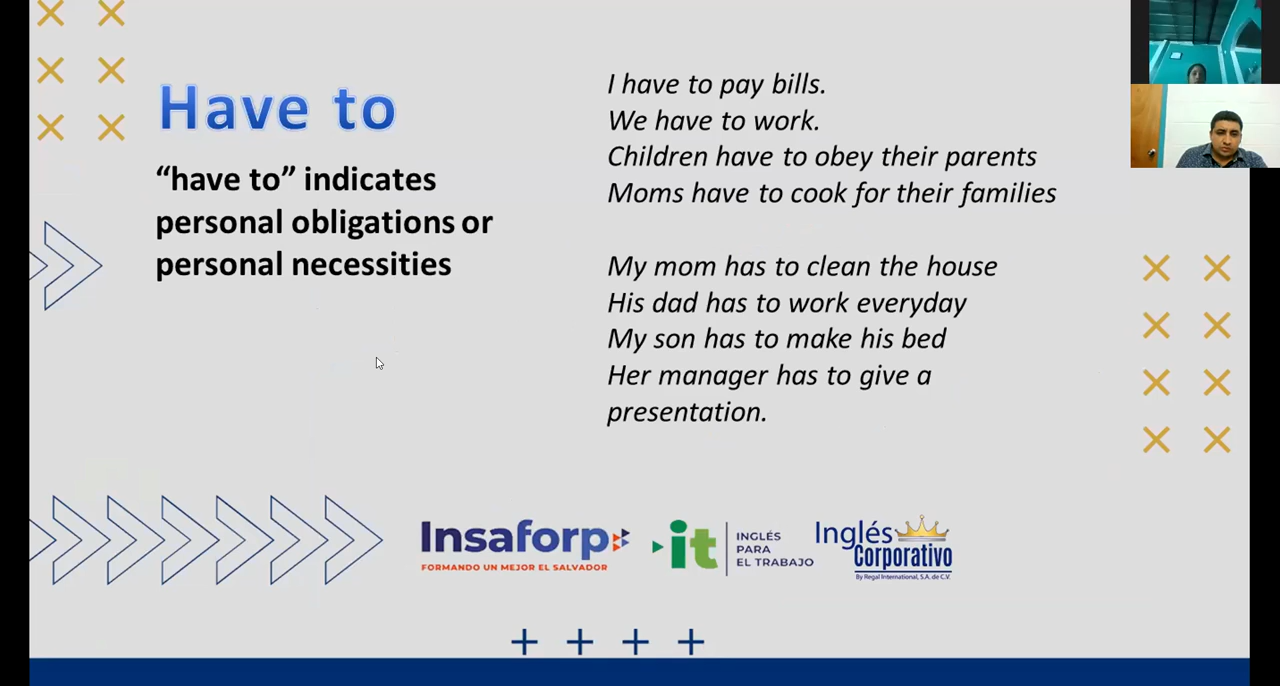 Have to
“have to” indicates
personal obligations or
personal necessities
I have to pay bills.
We have to work.
Children have to obey their parents
Moms have to cook for their families
My mom has to clean the house
His dad has to work everyday
My son has to make his bed
Her manager has to give a
presentation.
Insaforp
FORMANDO UN MEJOR EL SALVADOR
it
INGLÉS
PARA
EL TRABAJO
Inglés
Corporativo
By Regal International, S.A. de C.V.